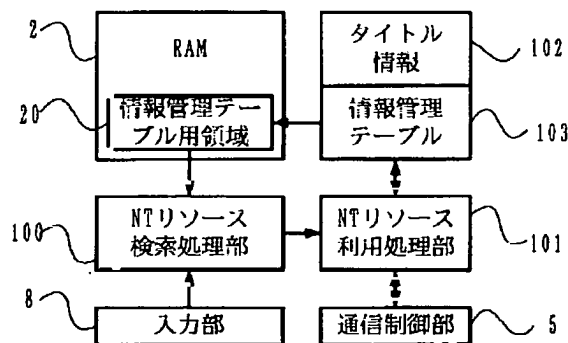 2
RAM
タイトル
情報
102
20
情報管理テー
ブル用領域
情報管理
テーブル
103
100
NTリソース
検索処理部
NTリソース
利用処理部
101
8
入力部
通信制御部
5